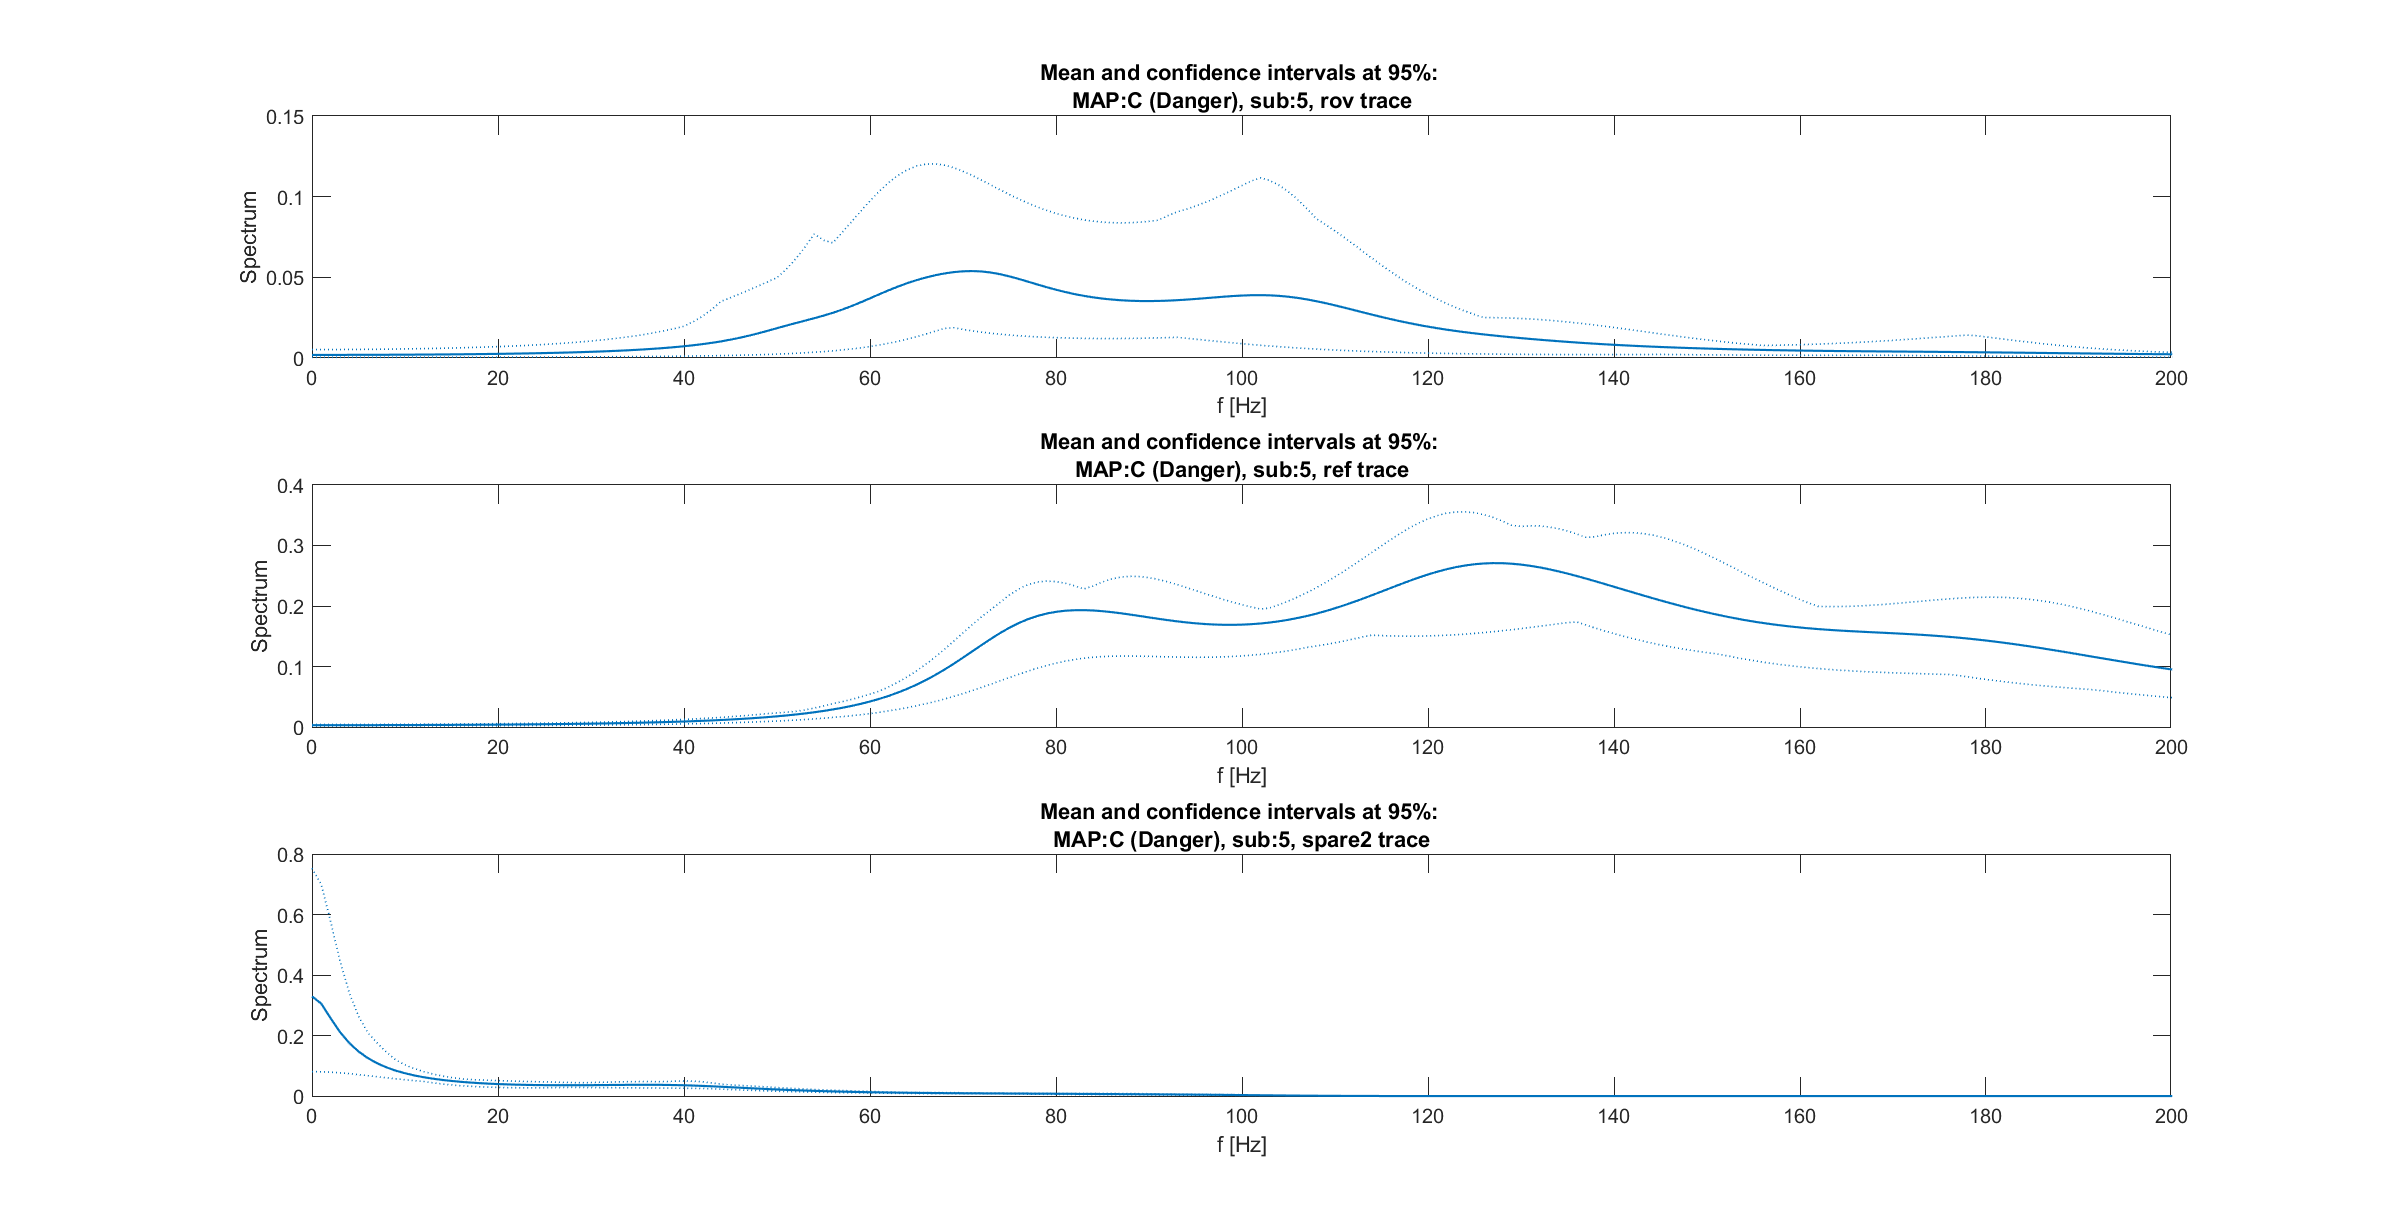 Mean and confidence intervals at 95%:
MAP:C (Danger), sub:5, rov trace
0.15
0.1
0.05
0
Spectrum
0 20 40 60 80 100 120 140 160 180 200
f [Hz]
Mean and confidence intervals at 95%:
MAP:C (Danger), sub:5, ref trace
0.4
0.3
0.2
0.1
0
Spectrum
0 20 40 60 80 100 120 140 160 180 200
f [Hz]
Mean and confidence intervals at 95%:
MAP:C (Danger), sub:5, spare2 trace
0.8
0.6
0.4
0.2
0
Spectrum
0 20 40 60 80 100 120 140 160 180 200
f [Hz]